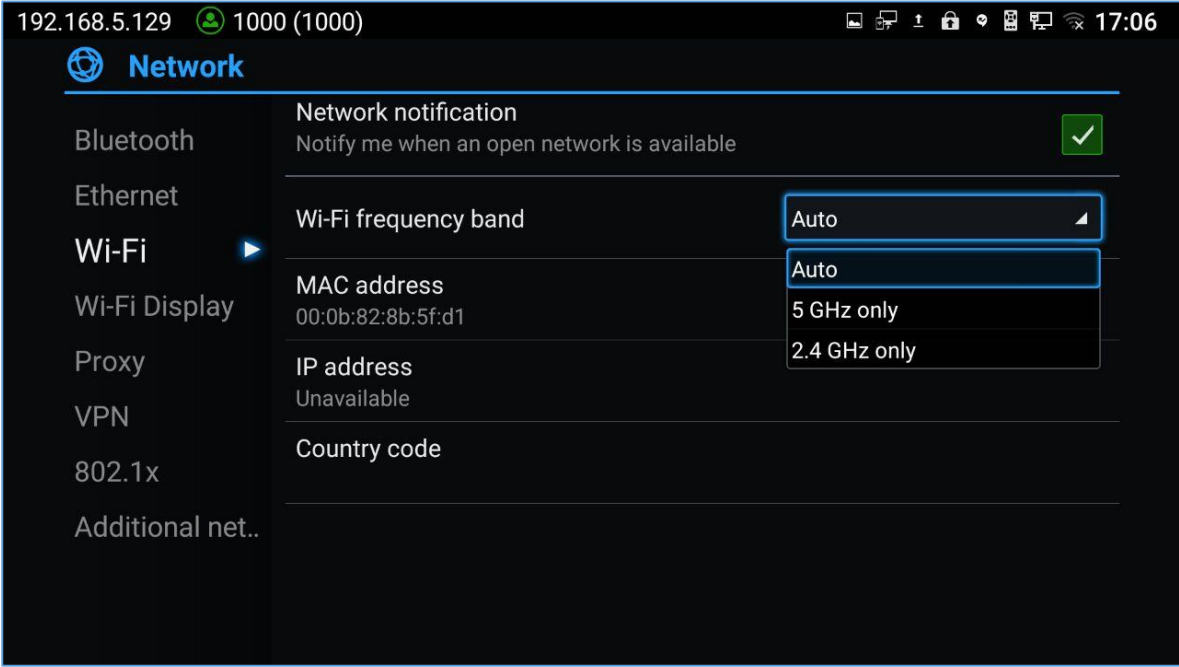 192.168.5.129 1000 (1000) 17:06
Network
Bluetooth
Ethernet
Wi-Fi
Wi-Fi Display
Proxy
VPN
802.1x
Additional net..
Network notification
Notify me when an open network is available
Wi-Fi frequency band
Auto
Auto
5 GHz only
2.4 GHz only
MAC address
00:0b:82:8b:5f:d1
IP address
Unavailable
Country code